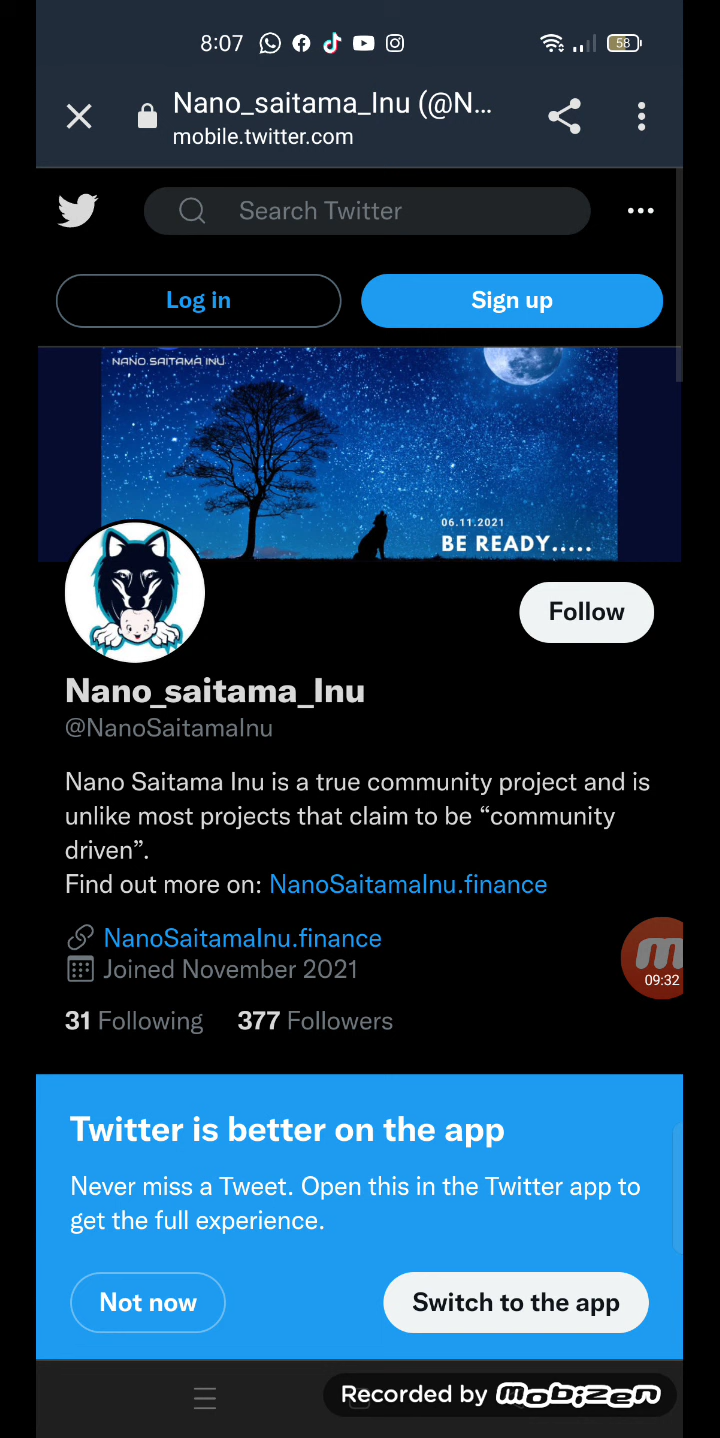 8:07
58
Nano_saitama_Inu (@N...
mobile.twitter.com
Search Twitter
Log in
Sign up
NANO SAITAMA INU
06.11.2021
BE READY.....
Follow
Nano_saitama_Inu
@NanoSaitamaInu
Nano Saitama Inu is a true community project and is
unlike most projects that claim to be “community
driven”.
Find out more on: NanoSaitamaInu.finance
NanoSaitamaInu.finance
Joined November 2021
m
09:32
31 Following 377 Followers
Twitter is better on the app
Never miss a Tweet. Open this in the Twitter app to
get the full experience.
Not now
Switch to the app
Recorded by mobizen